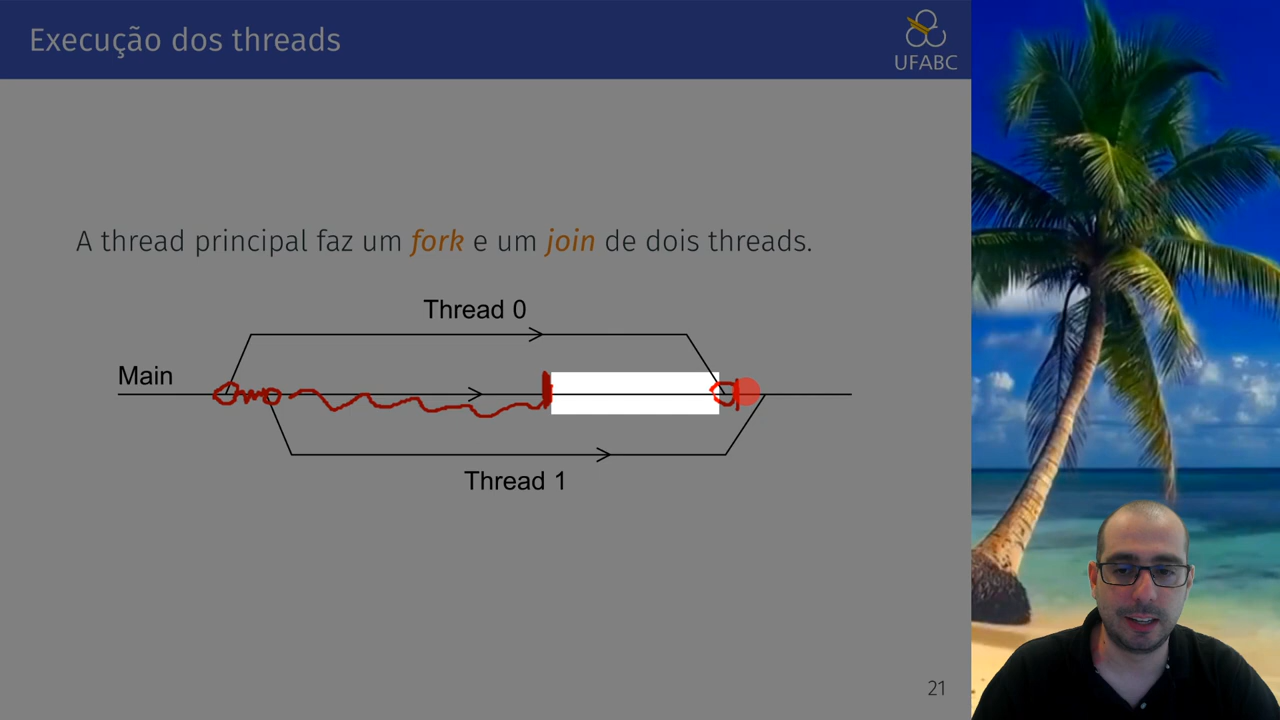 Execução dos threads
UFABC
A thread principal faz um fork e um join de dois threads.
Thread 0
Main
Thread 1
21